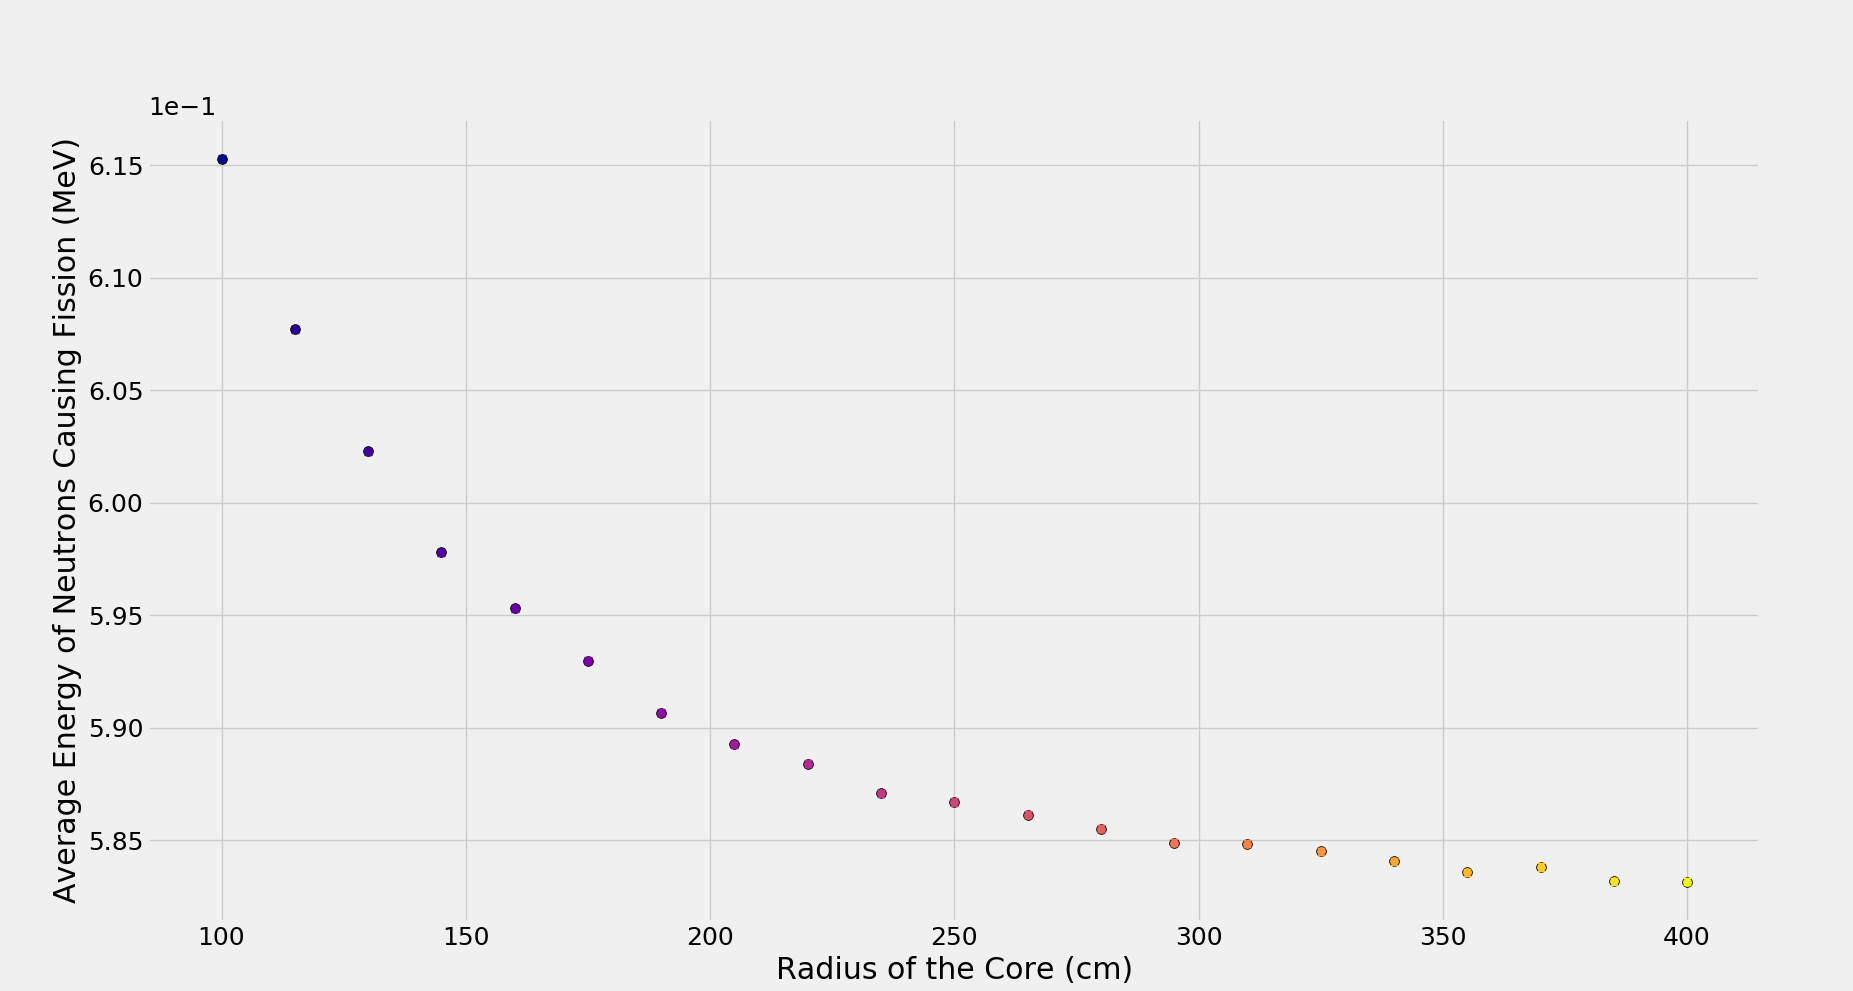 1e−1
Average Energy of Neutrons Causing Fission (MeV)
6.15
6.10
6.05
6.00
5.95
5.90
5.85
100 150 200 250 300 350 400
Radius of the Core (cm)